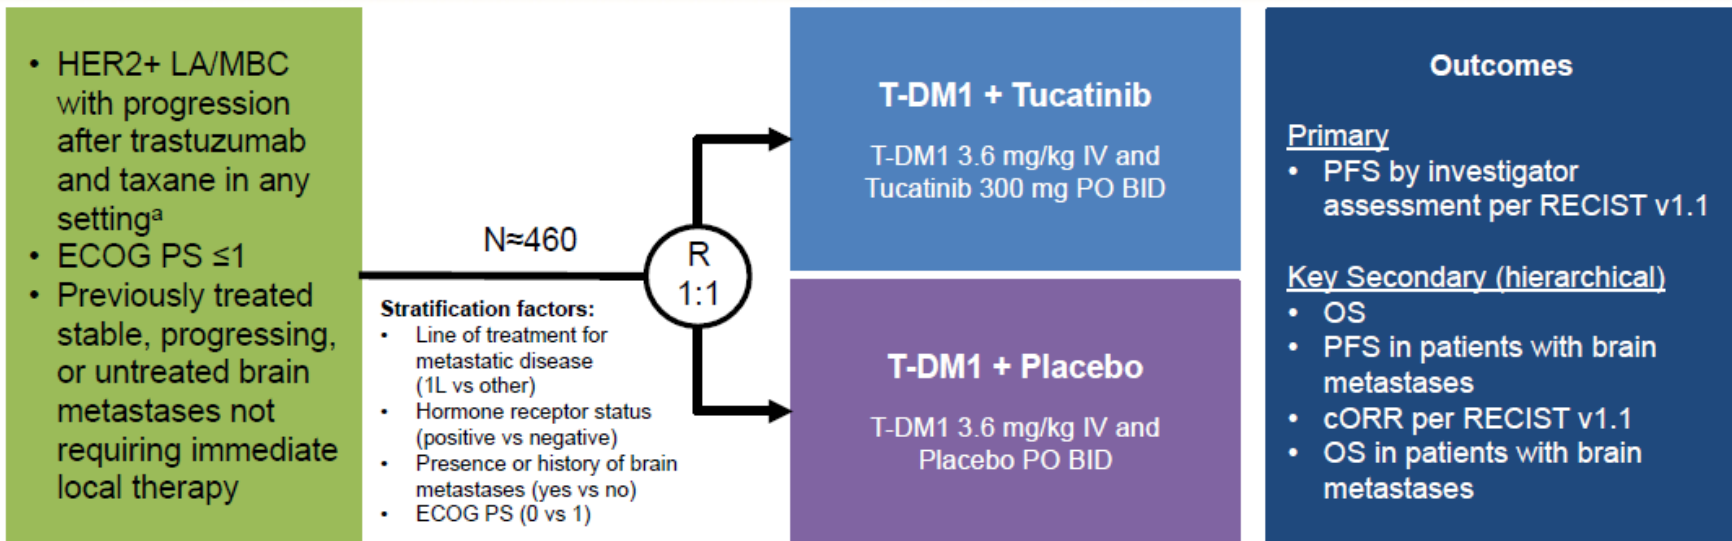 • HER2+ LA/MBC
with progression
after trastuzumab
and taxane in any
settingᵃ
• ECOG PS ≤1
• Previously treated
stable, progressing,
or untreated brain
metastases not
requiring immediate
local therapy
N≈460
Stratification factors:
• Line of treatment for
metastatic disease
(1L vs other)
• Hormone receptor status
(positive vs negative)
• Presence or history of brain
metastases (yes vs no)
• ECOG PS (0 vs 1)
R
1:1
T-DM1 + Tucatinib
T-DM1 3.6 mg/kg IV and
Tucatinib 300 mg PO BID
T-DM1 + Placebo
T-DM1 3.6 mg/kg IV and
Placebo PO BID
Outcomes
Primary
• PFS by investigator
assessment per RECIST v1.1
Key Secondary (hierarchical)
• OS
• PFS in patients with brain
metastases
• cORR per RECIST v1.1
• OS in patients with brain
metastases